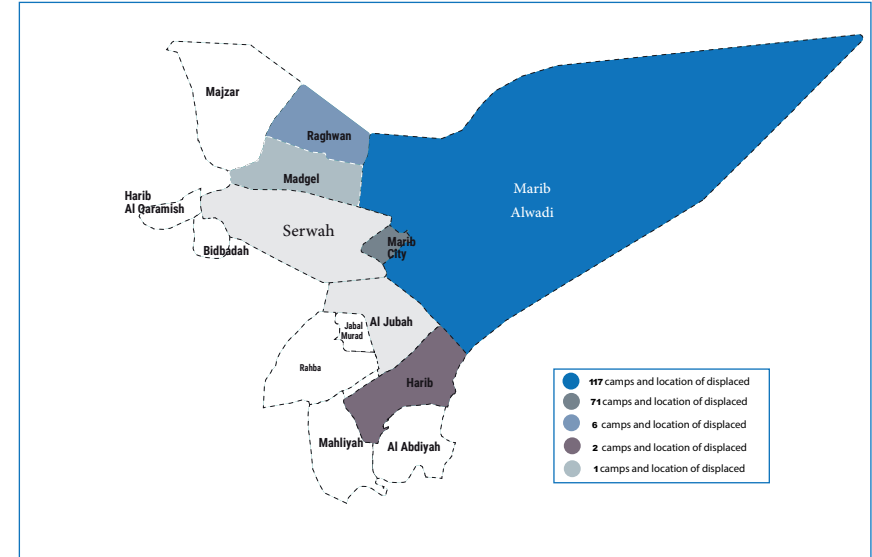 Majzar
Raghwan
Madgel
Marib
Alwadi
Harib
Al Qaramish
Serwah
Marib
City
Bidbadah
Al Jubah
Jabal
Murad
Rahba
Harib
Mahliyah
Al Abdiyah
117 camps and location of displaced
71 camps and location of displaced
6 camps and location of displaced
2 camps and location of displaced
1 camps and location of displaced